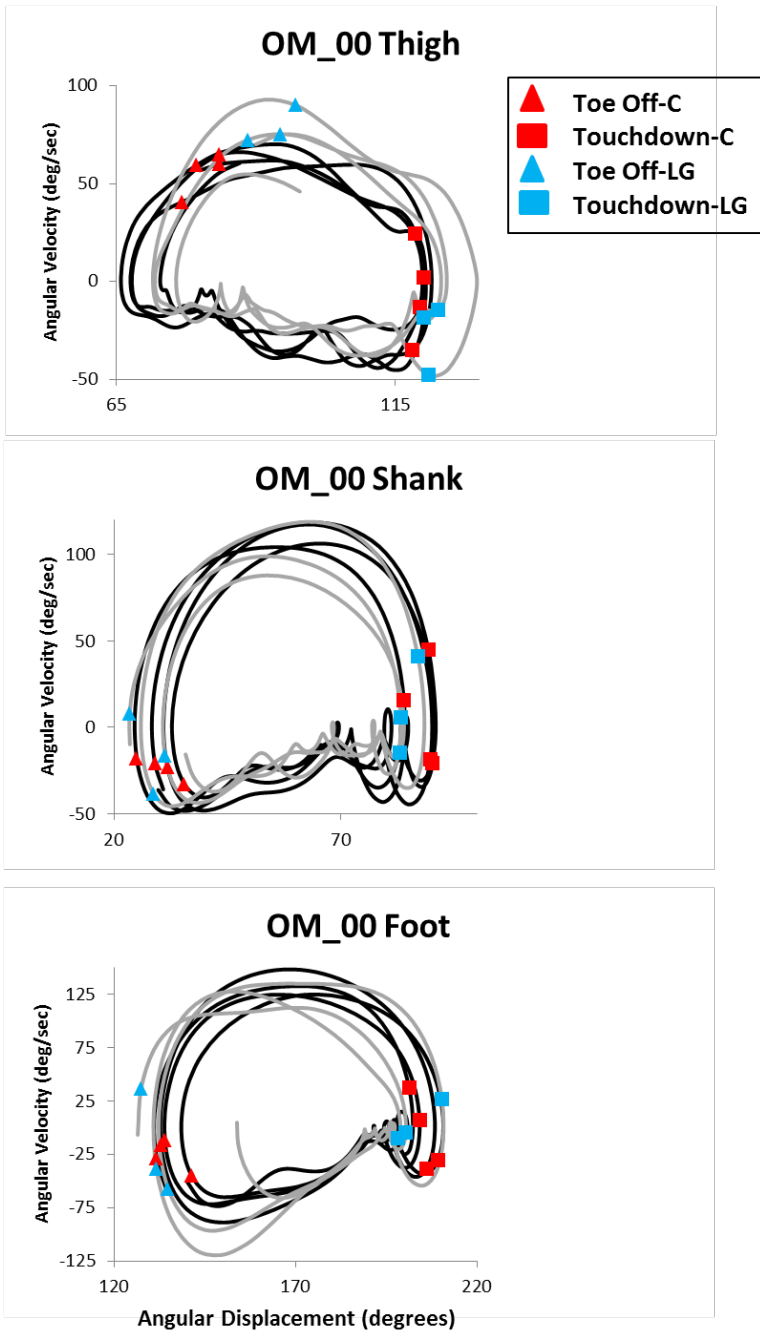 OM_00 Thigh
Toe Off-C
Touchdown-C
Toe Off-LG
Touchdown-LG
Angular Velocity (deg/sec)
100
50
0
-50
65
115
OM_00 Shank
Angular Velocity (deg/sec)
100
50
0
-50
20
70
OM_00 Foot
Angular Velocity (deg/sec)
125
75
25
-25
-75
-125
120
170
220
Angular Displacement (degrees)